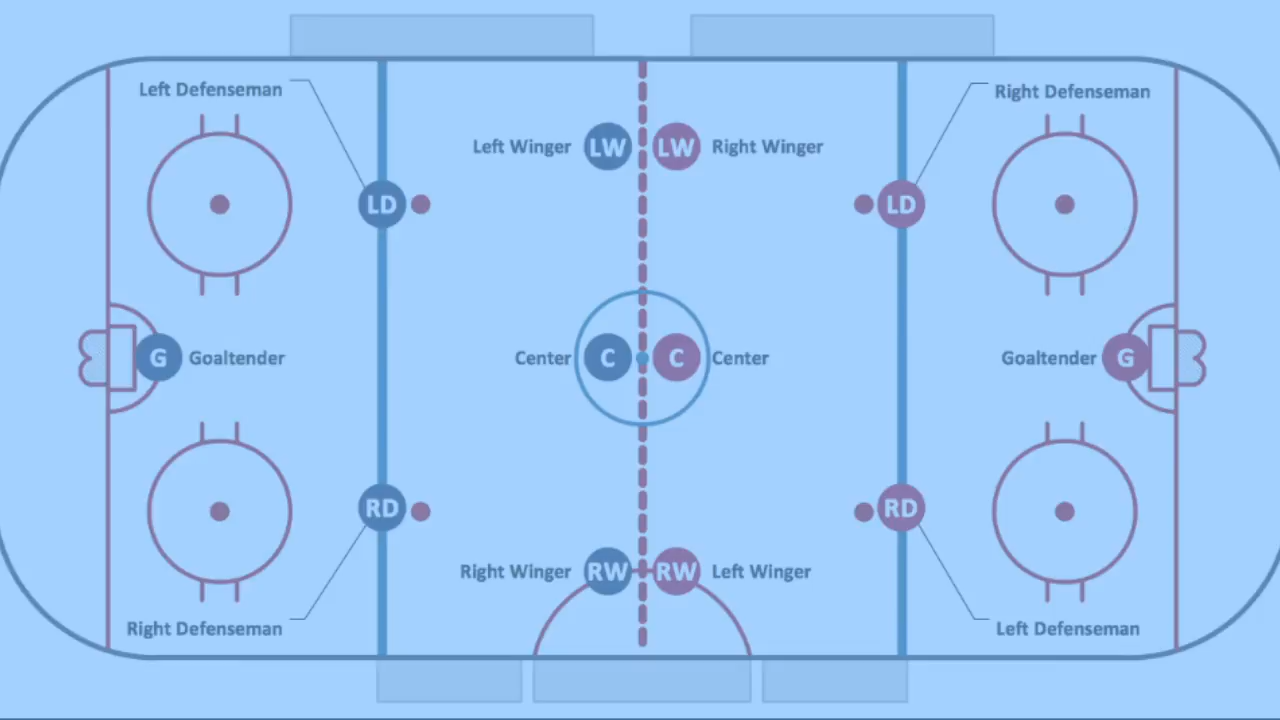 Left Defenseman
Right Defenseman
Left Winger LW LW Right Winger
LD LD
G Goaltender Center C C Center Goaltender G
RD RD
Right Winger RW RW Left Winger
Right Defenseman Left Defenseman